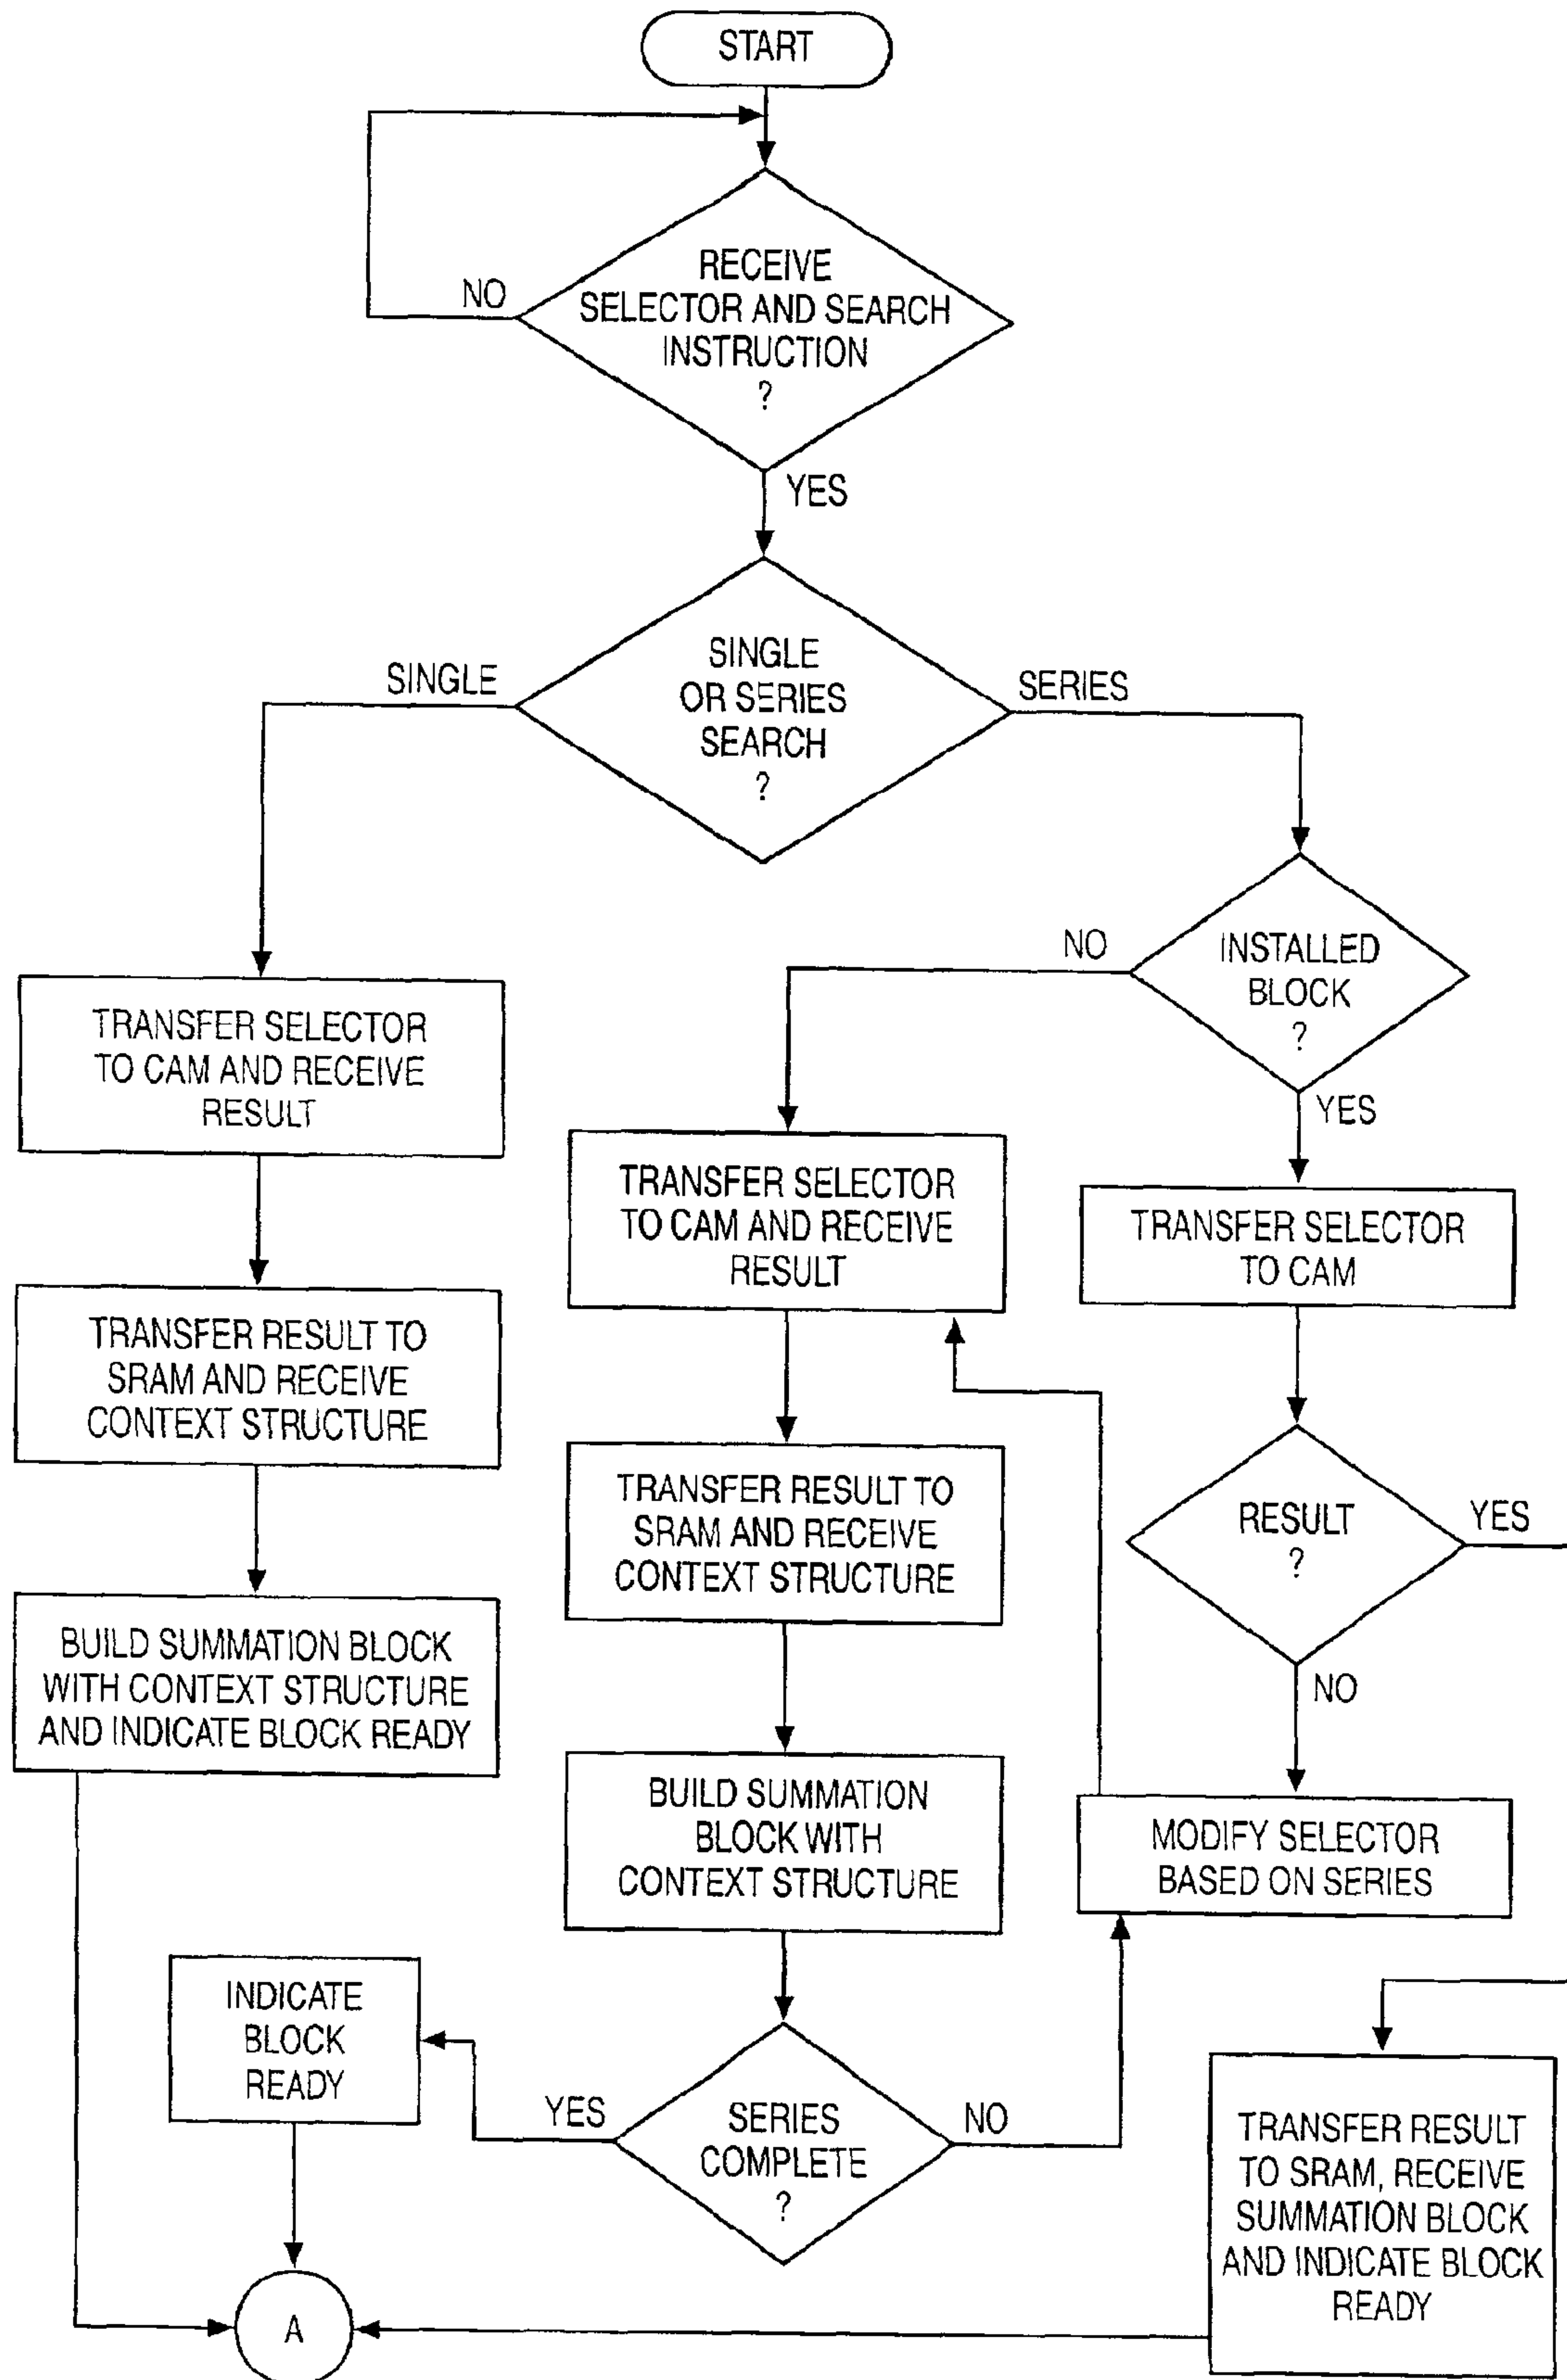 START
RECEIVE
SELECTOR AND SEARCH
INSTRUCTION
?
NO
YES
SINGLE
OR SERIES
SEARCH
?
SINGLE
SERIES
INSTALLED
BLOCK
?
NO
YES
TRANSFER SELECTOR
TO CAM AND RECEIVE
RESULT
TRANSFER RESULT TO
SRAM AND RECEIVE
CONTEXT STRUCTURE
BUILD SUMMATION BLOCK
WITH CONTEXT STRUCTURE
AND INDICATE BLOCK READY
TRANSFER SELECTOR
TO CAM AND RECEIVE
RESULT
TRANSFER RESULT TO
SRAM AND RECEIVE
CONTEXT STRUCTURE
BUILD SUMMATION
BLOCK WITH
CONTEXT STRUCTURE
SERIES
COMPLETE
?
YES
NO
INDICATE
BLOCK
READY
TRANSFER SELECTOR
TO CAM
RESULT
?
YES
NO
MODIFY SELECTOR
BASED ON SERIES
TRANSFER RESULT
TO SRAM, RECEIVE
SUMMATION BLOCK
AND INDICATE BLOCK
READY
A